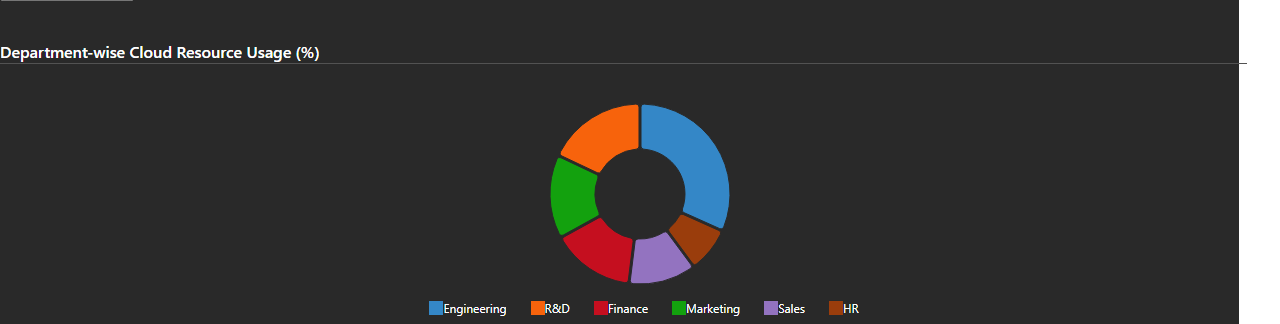 Department-wise Cloud Resource Usage (%)
Engineering R&D Finance Marketing Sales HR